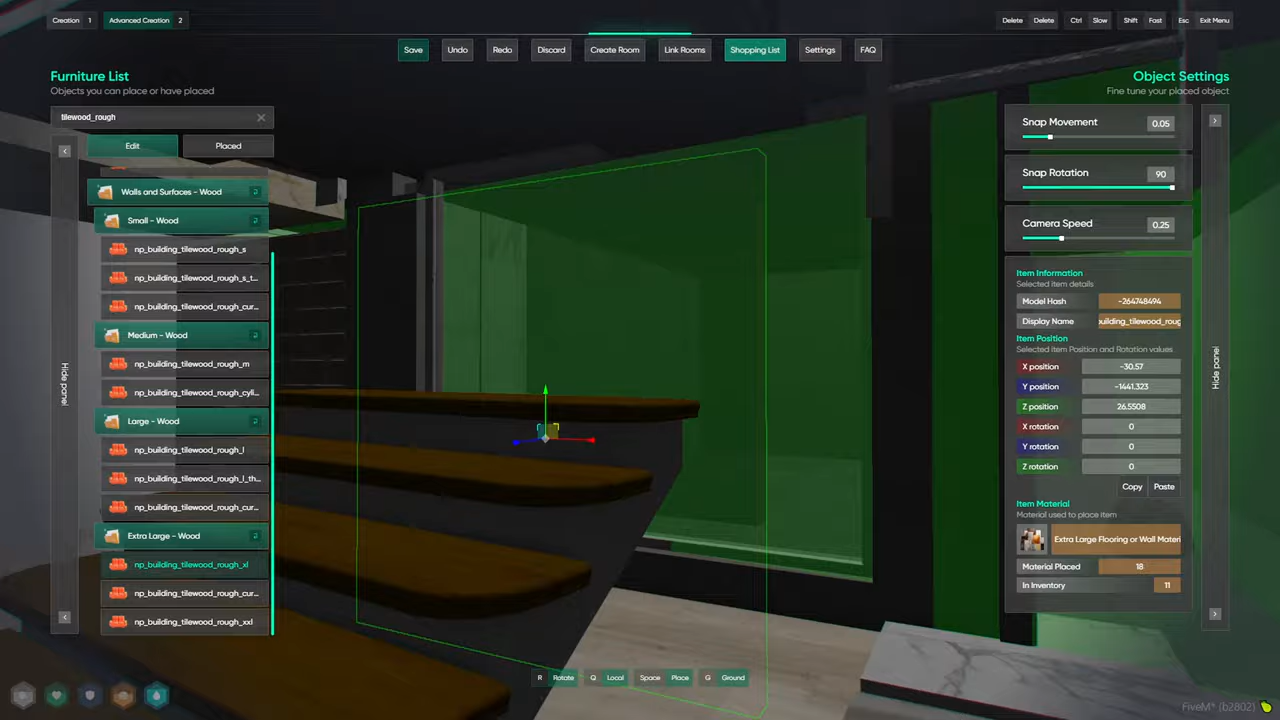 Creation 1 Advanced Creation 2
Delete Delete Ctrl Slow Shift Fast Esc Exit Menu
Save Undo Redo Discard Create Room Link Rooms Shopping List Settings FAQ
Furniture List
Objects you can place or have placed
tilewood_rough
Edit Placed
Walls and Surfaces - Wood
Small - Wood
np_building_tilewood_rough_s
np_building_tilewood_rough_s_t...
np_building_tilewood_rough_cur...
Medium - Wood
np_building_tilewood_rough_m
np_building_tilewood_rough_cyli...
Large - Wood
np_building_tilewood_rough_l
np_building_tilewood_rough_l_th...
np_building_tilewood_rough_cur...
Extra Large - Wood
np_building_tilewood_rough_xl
np_building_tilewood_rough_cur...
np_building_tilewood_rough_xxl
Hide panel
Object Settings
Fine tune your placed object
Snap Movement 0.05
Snap Rotation 90
Camera Speed 0.25
Item Information
Selected item details
Model Hash -264748494
Display Name building_tilewood_roug
Item Position
Selected item Position and Rotation values
X position -30.57
Y position -1441.323
Z position 26.5508
X rotation 0
Y rotation 0
Z rotation 0
Copy Paste
Item Material
Material used to place item
Extra Large Flooring or Wall Materi
Material Placed 18
In Inventory 11
Hide panel
R Rotate Q Local Space Place G Ground
FiveM® (b2802)